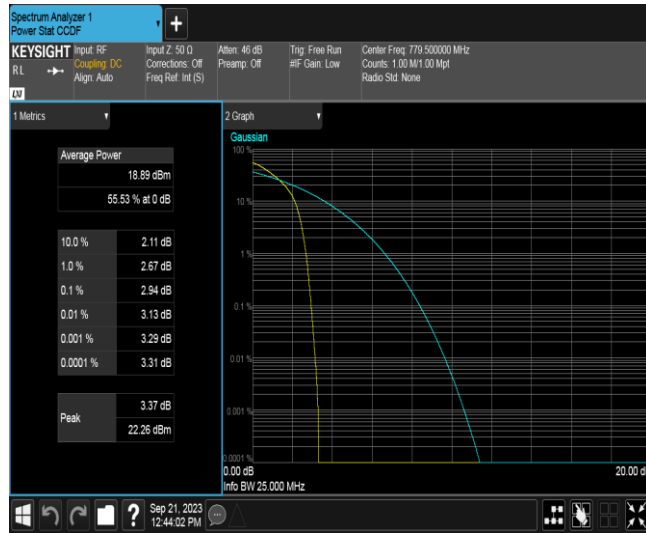 Spectrum Analyzer 1
Power Stat CCDF
+
KEYSIGHT
RL
LXI
Input: RF
Coupling: DC
Align: Auto
Input Z: 50 Ω
Corrections: Off
Freq Ref: Int (S)
Atten: 46 dB
Preamp: Off
Trig: Free Run
#IF Gain: Low
Center Freq: 779.500000 MHz
Counts: 1.00 M/1.00 Mpt
Radio Std: None
1 Metrics
Average Power
18.89 dBm
55.53 % at 0 dB
10.0 % 2.11 dB
1.0 % 2.67 dB
0.1 % 2.94 dB
0.01 % 3.13 dB
0.001 % 3.29 dB
0.0001 % 3.31 dB
Peak 3.37 dB
22.26 dBm
2 Graph
Gaussian
100 %
10 %
1 %
0.1 %
0.01 %
0.001 %
0.0001 %
0.00 dB 20.00 d
Info BW 25.000 MHz
?
Sep 21, 2023
12:44:02 PM